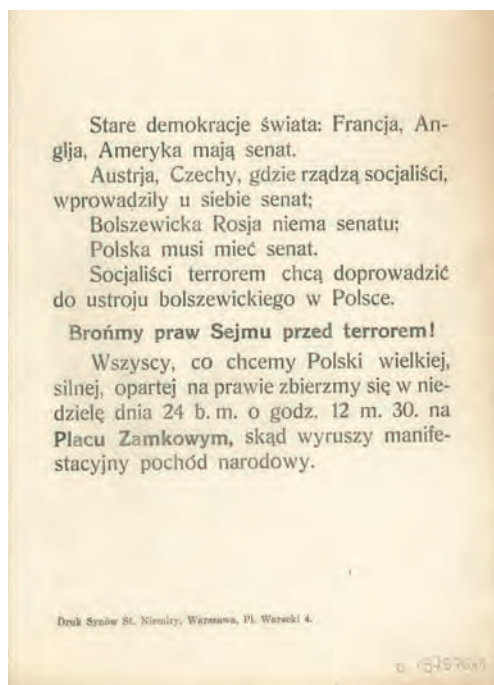 Stare demokracje świata: Francja, An-
glja, Ameryka mają senat.
Austrja, Czechy, gdzie rządzą socjaliści,
wprowadziły u siebie senat;
Bolszewicka Rosja niema senatu;
Polska musi mieć senat.
Socjaliści terrorem chcą doprowadzić
do ustroju bolszewickiego w Polsce.
Brońmy praw Sejmu przed terrorem!
Wszyscy, co chcemy Polski wielkiej,
silnej, opartej na prawie zbierzmy się w nie-
dzielę dnia 24 b. m. o godz. 12 m. 30. na
Placu Zamkowym, skąd wyruszy manife-
stacyjny pochód narodowy.
Druk Synów St. Niemiry, Warszawa, Pl. Warecki 4.